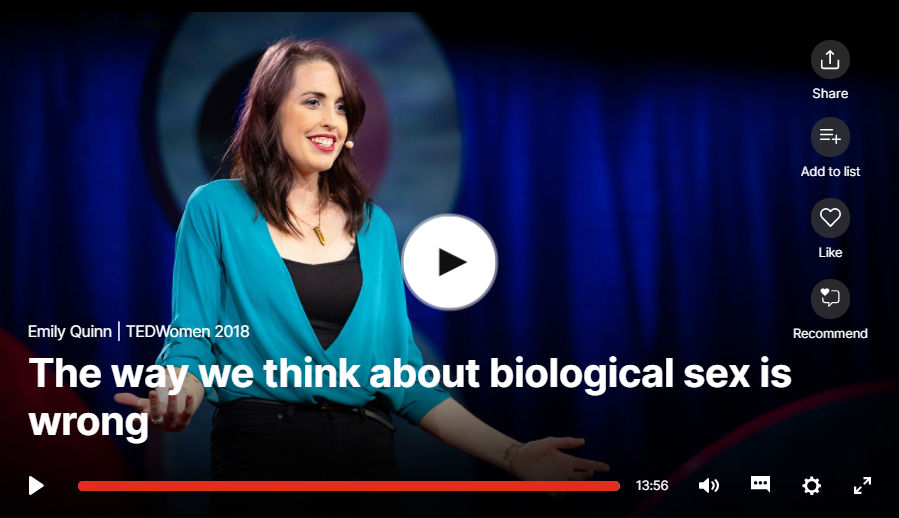 Share
Add to list
Like
Recommend
Emily Quinn | TEDWomen 2018
The way we think about biological sex is
wrong
13:56